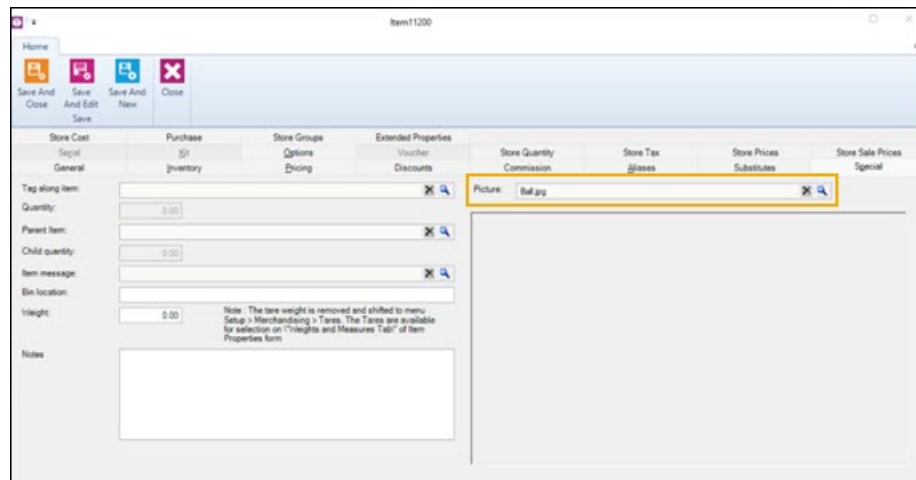 Item11200
Home
Save And Close
Save And Edit
Save And New
Close
Save
Store Cost Purchase Store Groups Extended Properties
Serial Kit Options Voucher Store Quantity Store Tax Store Prices Store Sale Prices
General Inventory Pricing Discounts Commission Aliases Substitutes Special
Tag along item:
Picture: Ball.jpg
Quantity: 0.00
Parent Item:
Child quantity: 0.00
Item message:
Bin location:
Weight: 0.00
Note : The tare weight is removed and shifted to menu
Setup > Merchandising > Tares. The Tares are available
for selection on \"Weights and Measures Tab\" of Item
Properties form
Notes